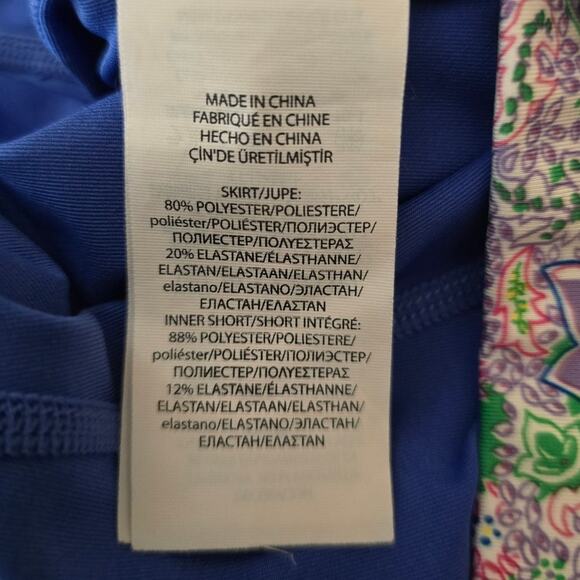 MADE IN CHINA
FABRIQUÉ EN CHINE
HECHO EN CHINA
ÇİN'DE ÜRETİLMİŞTİR
SKIRT/JUPE:
80% POLYESTER/POLIESTERE/
poliéster/POLIÉSTER/ПОЛИЭСТЕР/
ПОЛИЕСТЕР/ΠΟΛΥΕΣΤΕΡΑΣ
20% ELASTANE/ÉLASTHANNE/
ELASTAN/ELASTAAN/ELASTHAN/
elastano/ELASTANO/ЭЛАСТАН/
ЕЛАСТАН/ΕΛΑΣΤΑΝ
INNER SHORT/SHORT INTÉGRÉ:
88% POLYESTER/POLIESTERE/
poliéster/POLIÉSTER/ПОЛИЭСТЕР/
ПОЛИЕСТЕР/ΠΟΛΥΕΣΤΕΡΑΣ
12% ELASTANE/ÉLASTHANNE/
ELASTAN/ELASTAAN/ELASTHAN/
elastano/ELASTANO/ЭЛАСТАН/
ЕЛАСТАН/ΕΛΑΣΤΑΝ